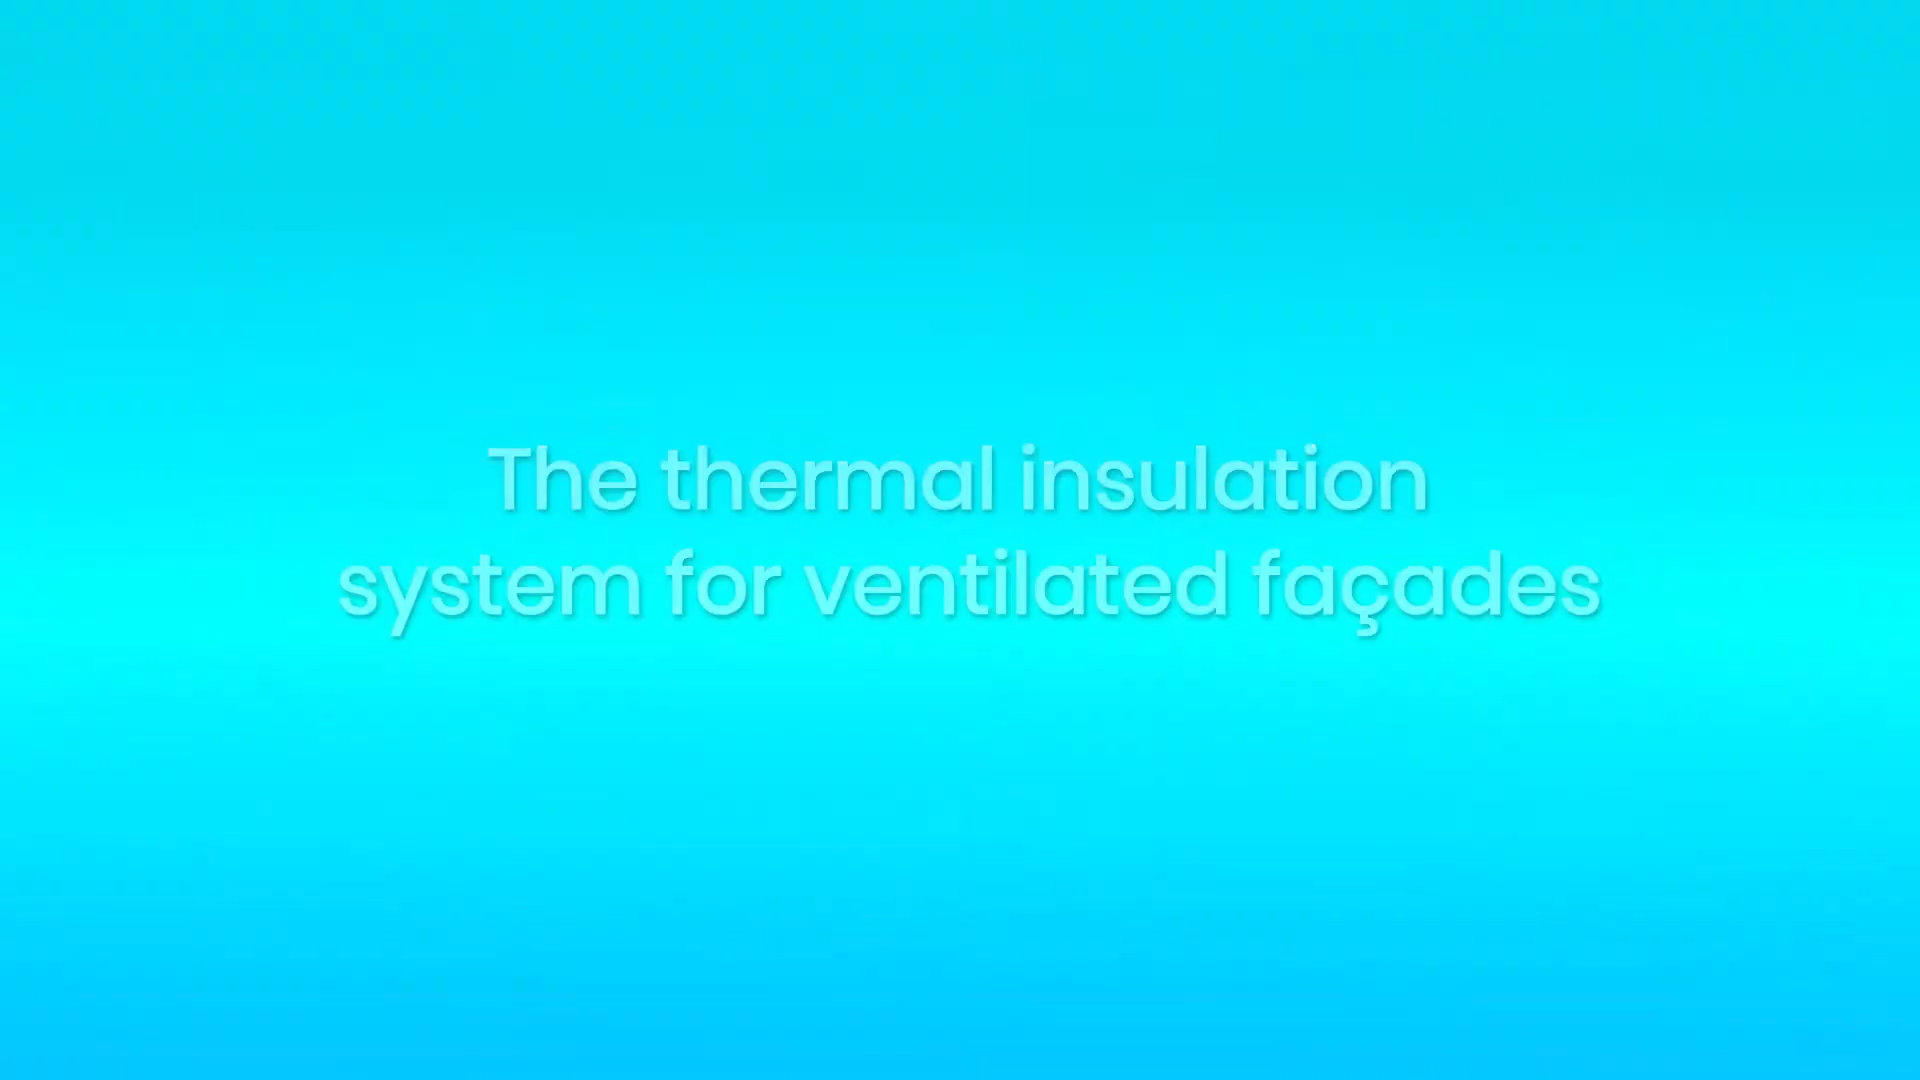 The thermal insulation
system for ventilated façades